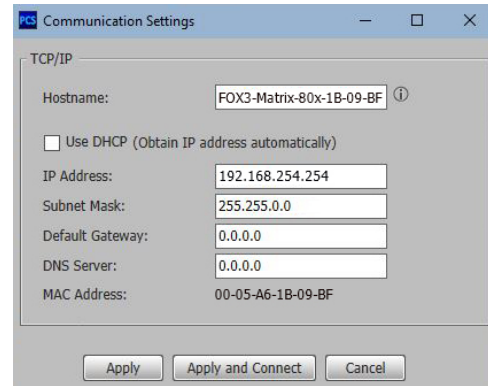 PCS Communication Settings
TCP/IP
Hostname: FOX3-Matrix-80x-1B-09-BF
Use DHCP (Obtain IP address automatically)
IP Address: 192.168.254.254
Subnet Mask: 255.255.0.0
Default Gateway: 0.0.0.0
DNS Server: 0.0.0.0
MAC Address: 00-05-A6-1B-09-BF
Apply Apply and Connect Cancel